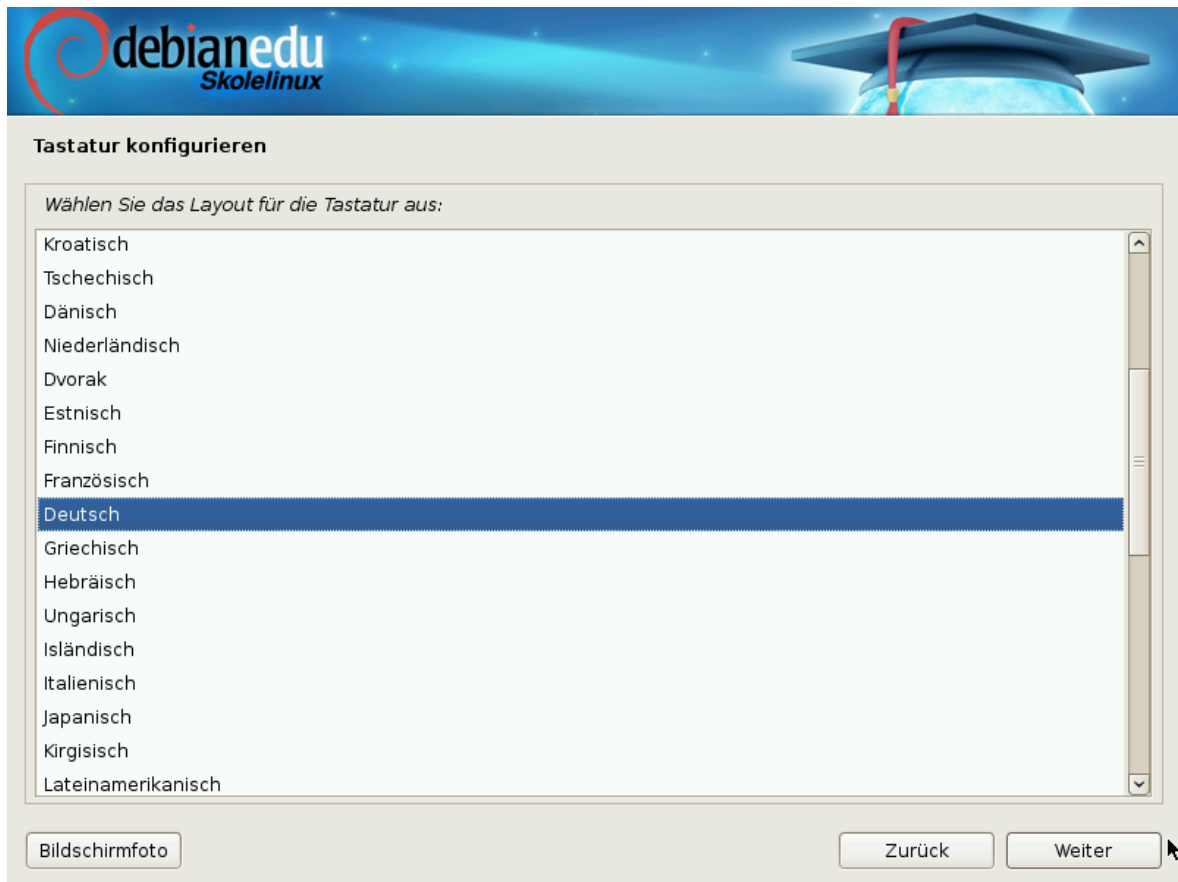 debianedu
Skolelinux
Tastatur konfigurieren
Wählen Sie das Layout für die Tastatur aus:
Kroatisch
Tschechisch
Dänisch
Niederländisch
Dvorak
Estnisch
Finnisch
Französisch
Deutsch
Griechisch
Hebräisch
Ungarisch
Isländisch
Italienisch
Japanisch
Kirgisisch
Lateinamerikanisch
Bildschirmfoto
Zurück
Weiter